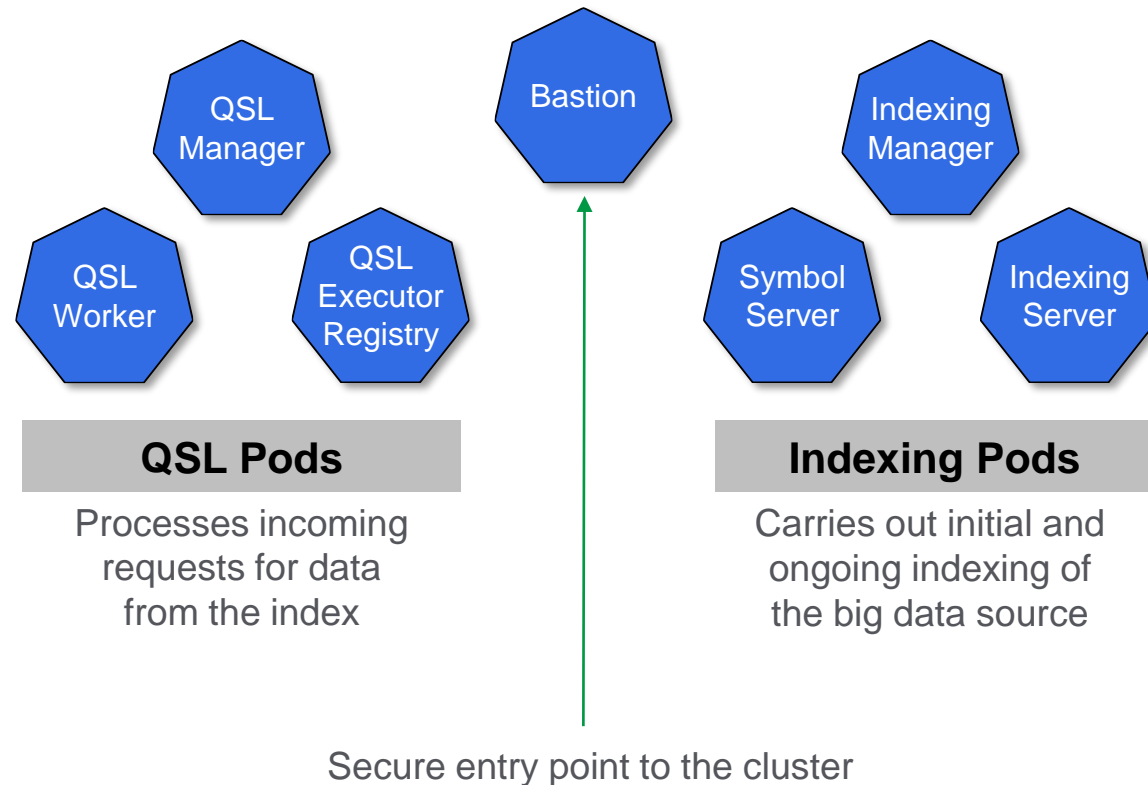 QSL
Manager
QSL
Worker
QSL
Executor
Registry
QSL Pods
Processes incoming
requests for data
from the index
Bastion
Secure entry point to the cluster
Indexing
Manager
Symbol
Server
Indexing
Server
Indexing Pods
Carries out initial and
ongoing indexing of
the big data source